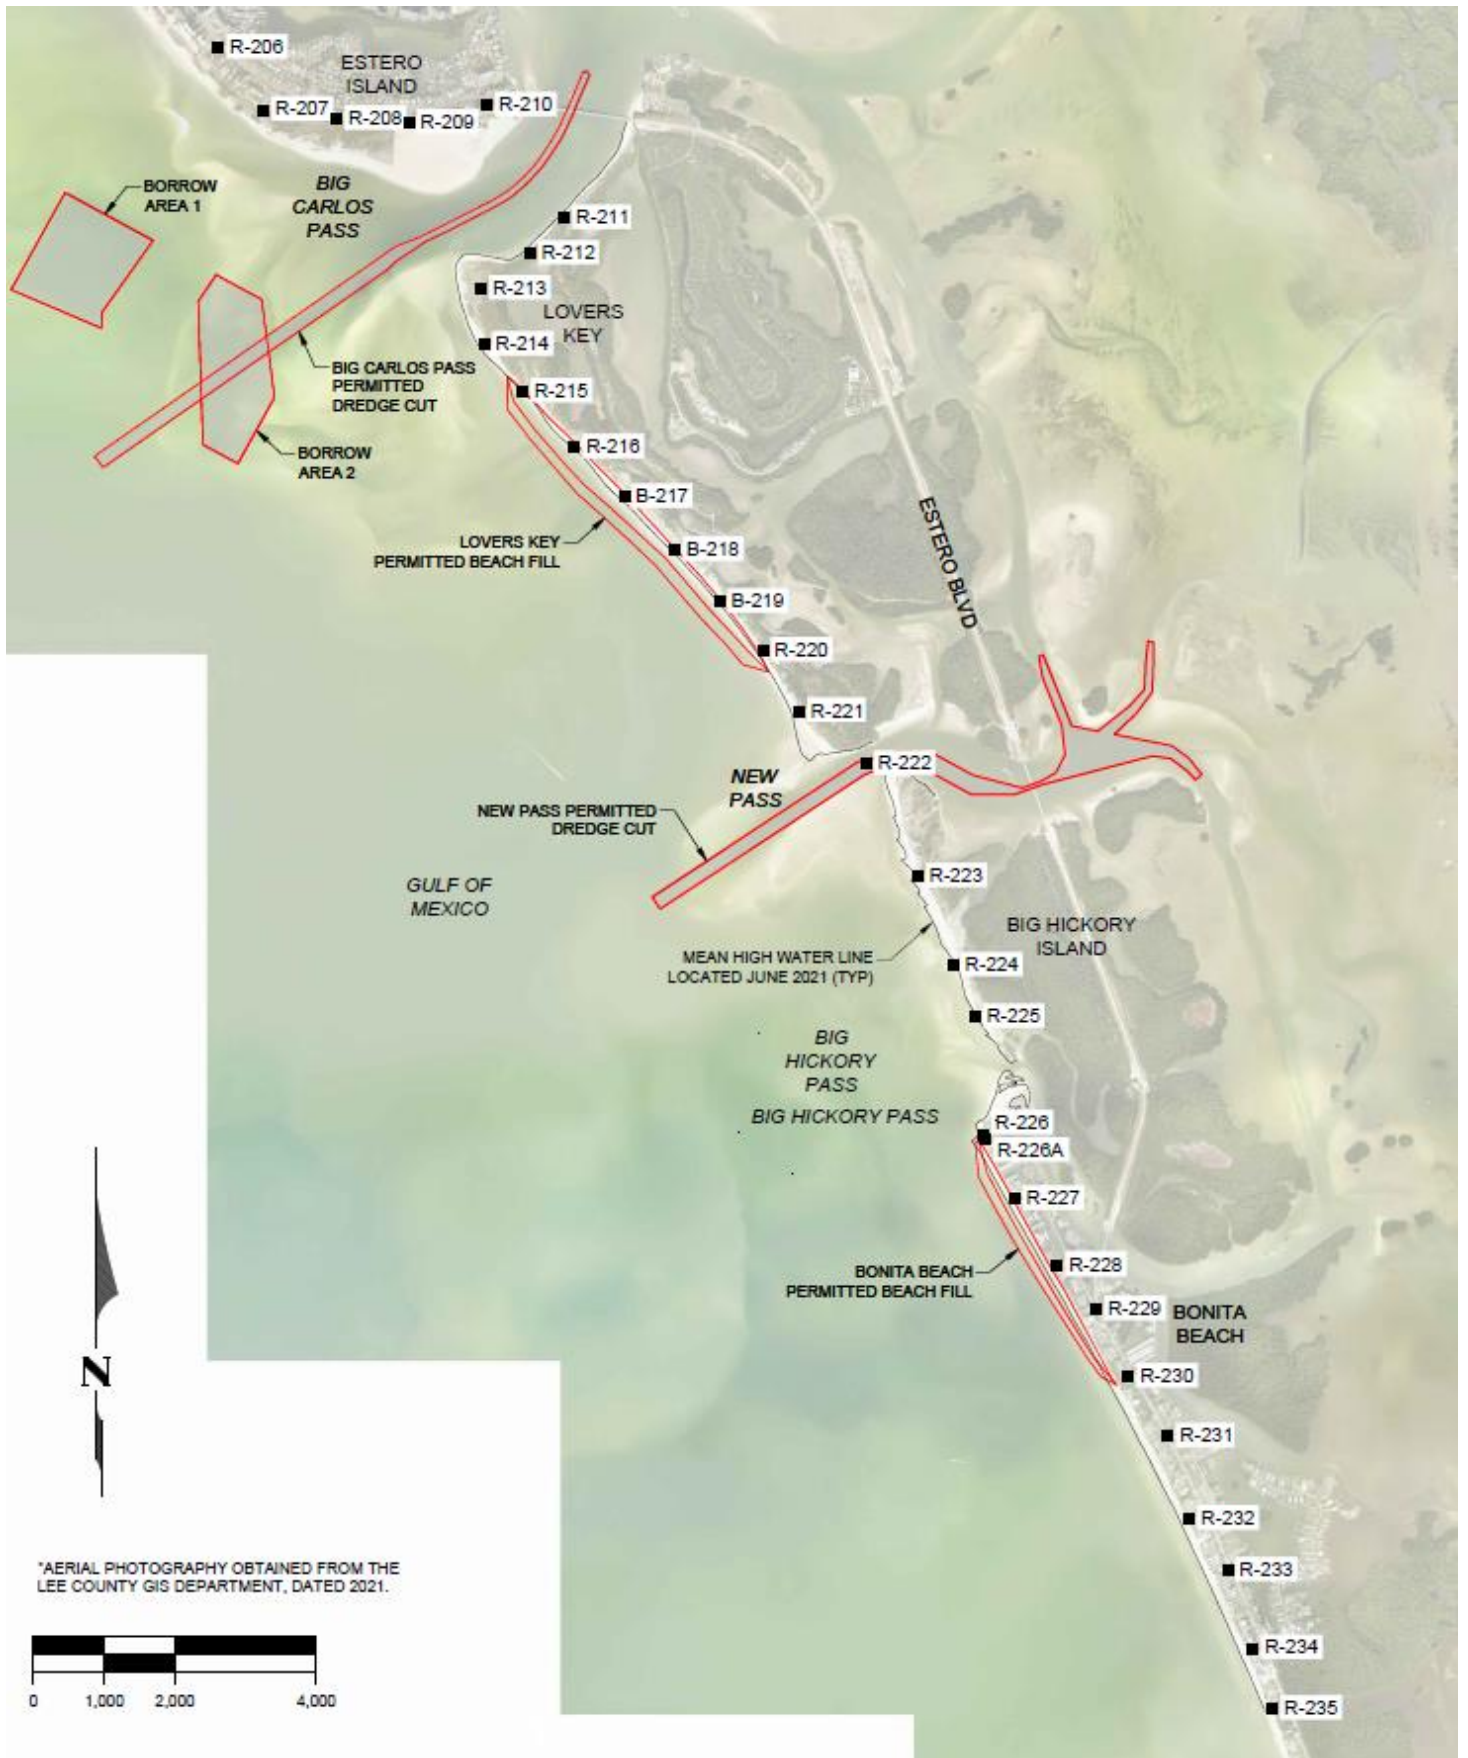 R-206
ESTERO
ISLAND
R-207
R-208
R-209
R-210
BORROW
AREA 1
BIG
CARLOS
PASS
R-211
R-212
R-213
LOVERS
KEY
R-214
BIG CARLOS PASS
PERMITTED
DREDGE CUT
R-215
BORROW
AREA 2
R-216
B-217
LOVERS KEY
PERMITTED BEACH FILL
B-218
ESTERO BLVD
B-219
R-220
R-221
R-222
NEW
PASS
NEW PASS PERMITTED
DREDGE CUT
GULF OF
MEXICO
R-223
BIG HICKORY
ISLAND
MEAN HIGH WATER LINE
LOCATED JUNE 2021 (TYP)
R-224
R-225
BIG
HICKORY
PASS
BIG HICKORY PASS
R-226
R-226A
R-227
BONITA BEACH
PERMITTED BEACH FILL
R-228
R-229
BONITA
BEACH
R-230
N
R-231
R-232
R-233
*AERIAL PHOTOGRAPHY OBTAINED FROM THE
LEE COUNTY GIS DEPARTMENT, DATED 2021.
R-234
0 1,000 2,000 4,000
R-235